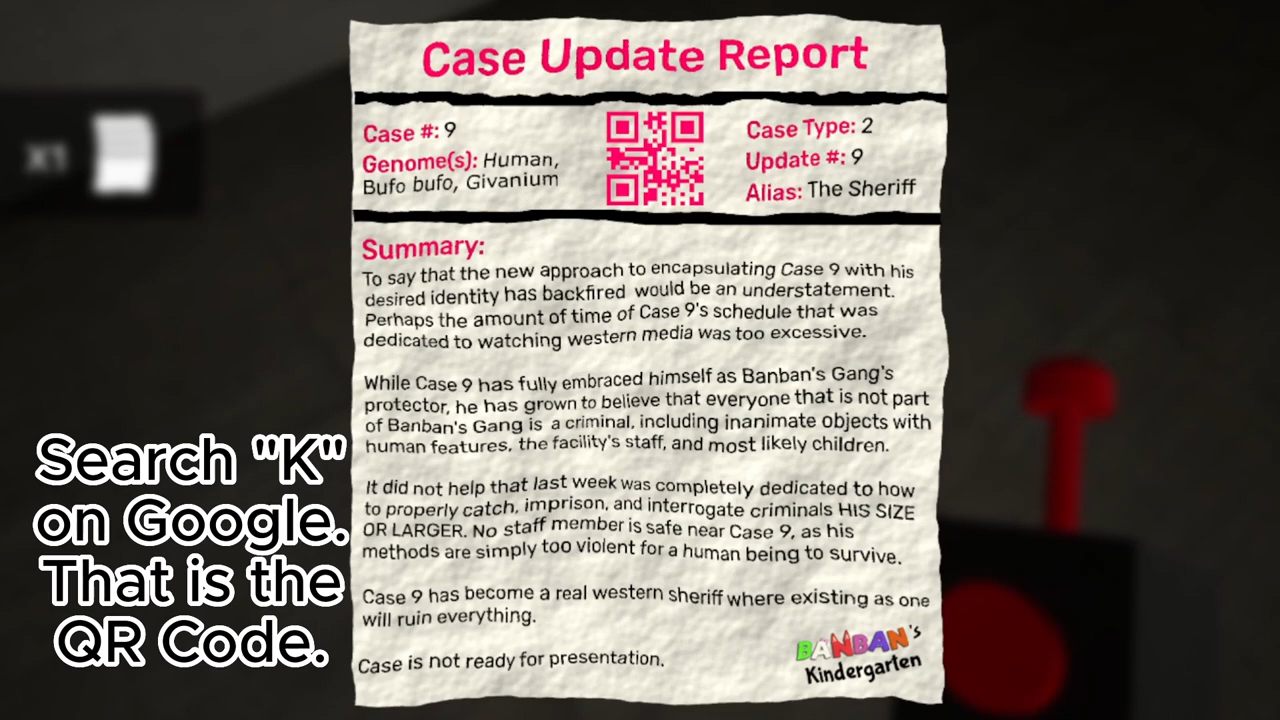 Case Update Report
Case #: 9
Genome(s): Human,
Bufo bufo, Givanium
Case Type: 2
Update #: 9
Alias: The Sheriff
X1
Summary:
To say that the new approach to encapsulating Case 9 with his
desired identity has backfired would be an understatement.
Perhaps the amount of time of Case 9's schedule that was
dedicated to watching western media was too excessive.
While Case 9 has fully embraced himself as Banban's Gang's
protector, he has grown to believe that everyone that is not part
of Banban's Gang is a criminal, including inanimate objects with
human features, the facility's staff, and most likely children.
It did not help that last week was completely dedicated to how
to properly catch, imprison, and interrogate criminals HIS SIZE
OR LARGER. No staff member is safe near Case 9, as his
methods are simply too violent for a human being to survive.
Case 9 has become a real western sheriff where existing as one
will ruin everything.
Case is not ready for presentation.
BANBAN's
Kindergarten
Search "K"
on Google.
That is the
QR Code.